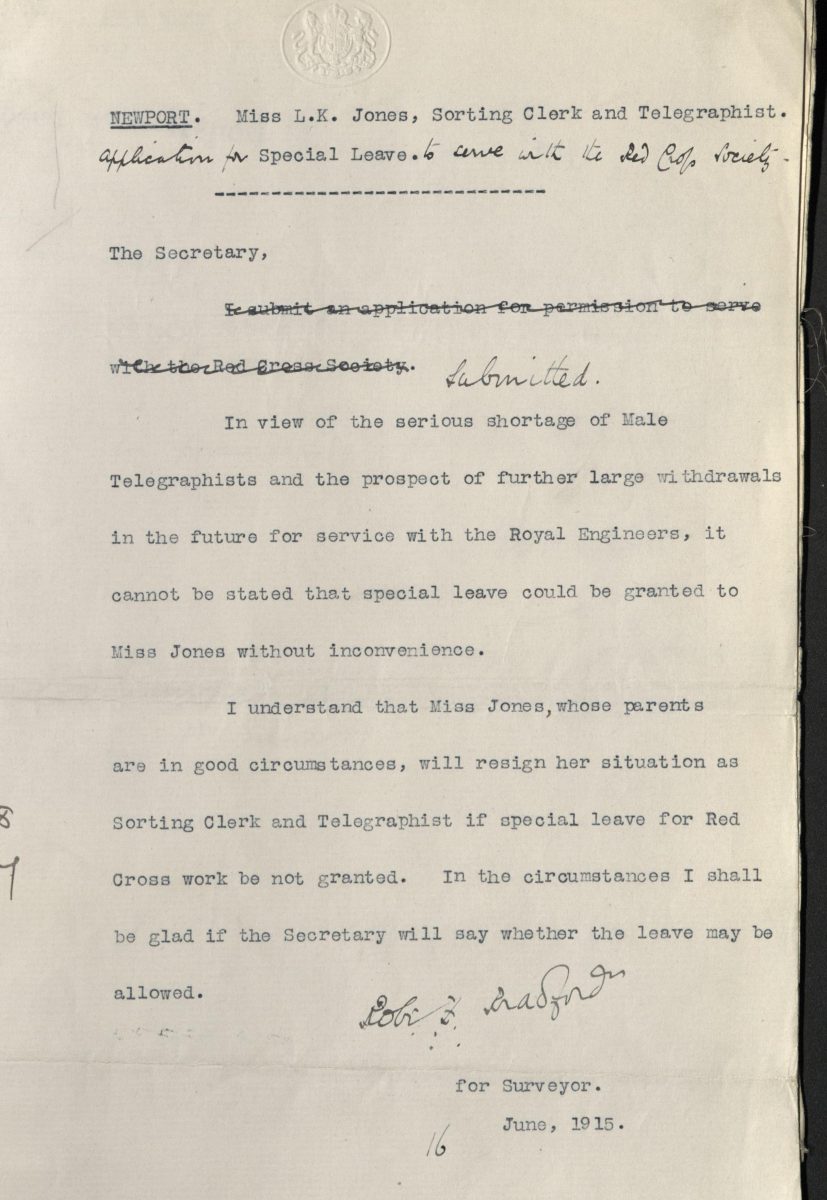 NEWPORT. Miss L.K. Jones, Sorting Clerk and Telegraphist.
Application for Special Leave. to serve with the Red Cross Society.
The Secretary,
I submit an application for permission to serve
with the Red Cross Society. Submitted.
In view of the serious shortage of Male
Telegraphists and the prospect of further large withdrawals
in the future for service with the Royal Engineers, it
cannot be stated that special leave could be granted to
Miss Jones without inconvenience.
I understand that Miss Jones, whose parents
are in good circumstances, will resign her situation as
Sorting Clerk and Telegraphist if special leave for Red
Cross work be not granted. In the circumstances I shall
be glad if the Secretary will say whether the leave may be
allowed.
Bradford
for Surveyor.
16 June, 1915.